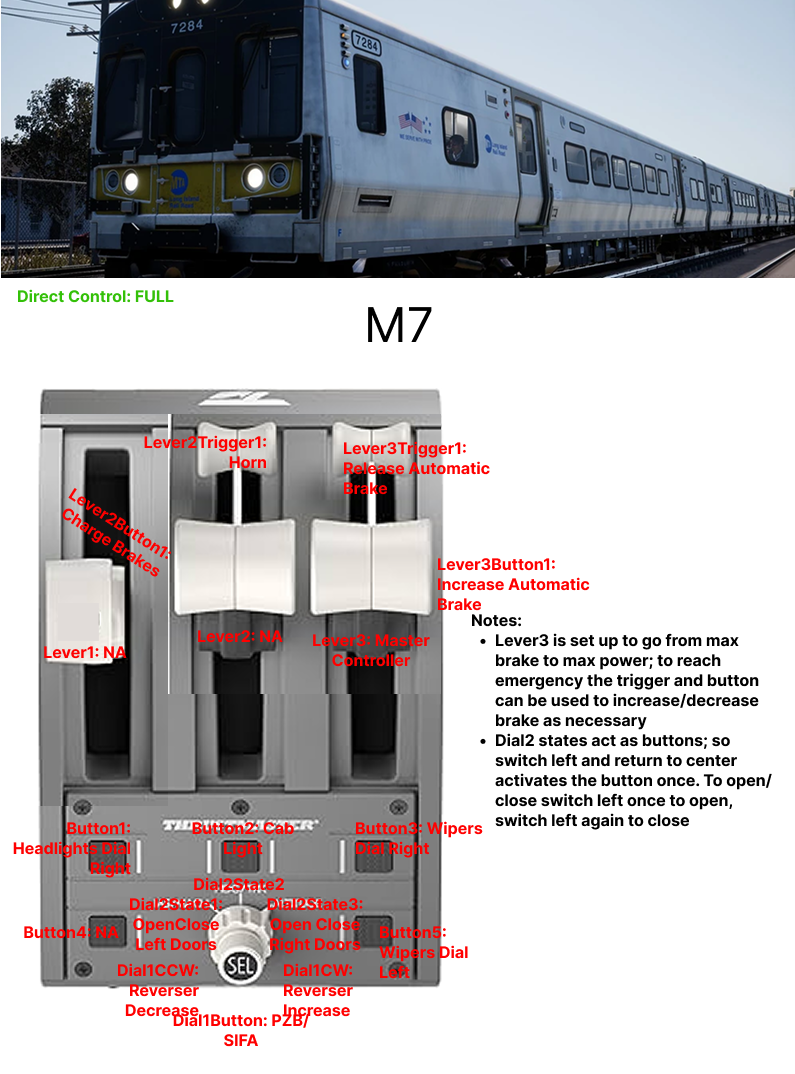 7284
7284
Direct Control: FULL
M7
Lever2Trigger1:
Horn
Lever3Trigger1:
Release Automatic
Brake
Lever2Button1:
Charge Brakes
Lever3Button1:
Increase Automatic
Brake
Lever1: NA
Lever2: NA
Lever3: Master
Controller
Notes:
• Lever3 is set up to go from max
brake to max power; to reach
emergency the trigger and button
can be used to increase/decrease
brake as necessary
• Dial2 states act as buttons; so
switch left and return to center
activates the button once. To open/
close switch left once to open,
switch left again to close
THRUSTMASTER
Button1:
Headlights Dial
Right
Button2: Cab
Light
Button3: Wipers
Dial Right
Dial2State2
Dial2State1:
OpenClose
Left Doors
Dial2State3:
Open Close
Right Doors
Button4: NA
Button5:
Wipers Dial
Left
SEL
Dial1CCW:
Reverser
Decrease
Dial1CW:
Reverser
Increase
Dial1Button: PZB/
SIFA